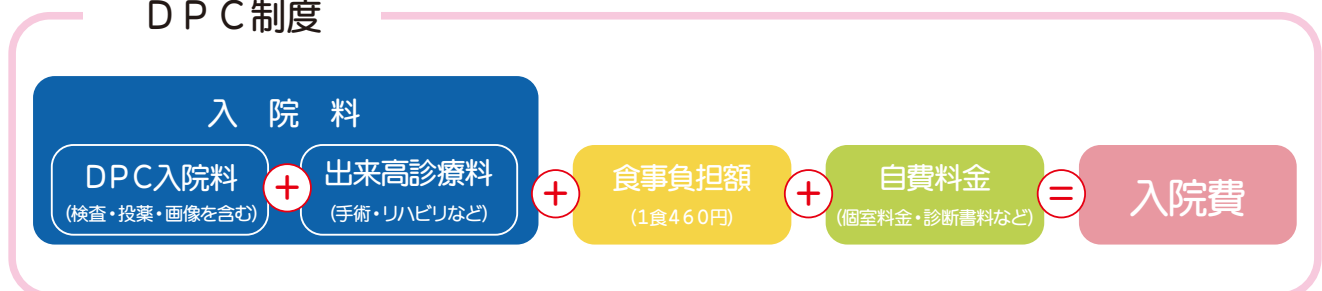 ＤＰＣ制度
入院料
ＤＰＣ入院料
(検査・投薬・画像を含む)
+
出来高診療料
(手術・リハビリなど)
+
食事負担額
(1食４６０円)
+
自費料金
(個室料金・診断書料など)
=
入院費